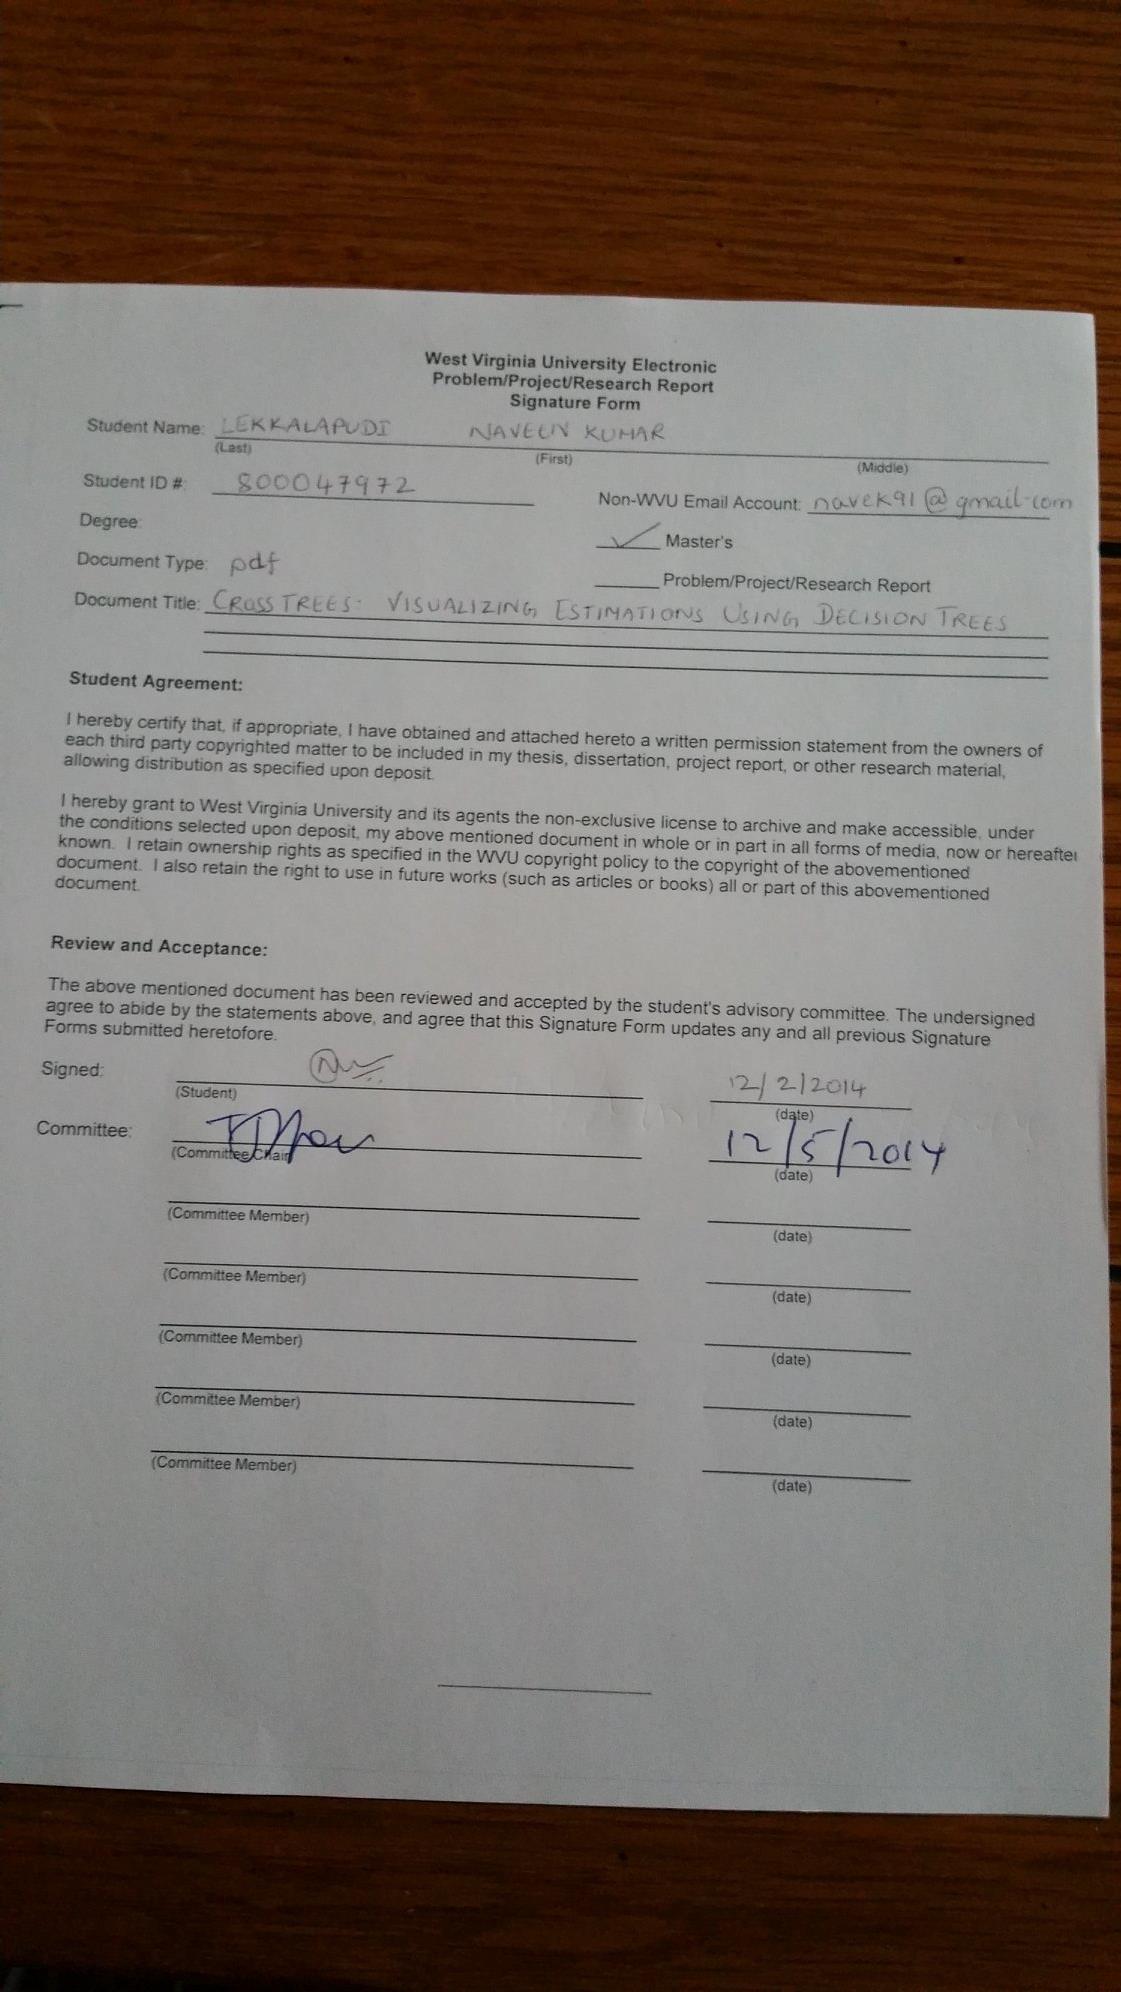 West Virginia University Electronic
Problem/Project/Research Report
Signature Form
Student Name: LEKKALAPUDI NAVEEN KUMAR
(Last) (First) (Middle)
Student ID #: 800047972
Non-WVU Email Account: navek91@gmail.com
Degree:
Master's
Document Type: pdf
Problem/Project/Research Report
Document Title: CROSSTREES: VISUALIZING ESTIMATIONS USING DECISION TREES
Student Agreement:
I hereby certify that, if appropriate, I have obtained and attached hereto a written permission statement from the owners of
each third party copyrighted matter to be included in my thesis, dissertation, project report, or other research material,
allowing distribution as specified upon deposit.
I hereby grant to West Virginia University and its agents the non-exclusive license to archive and make accessible, under
the conditions selected upon deposit, my above mentioned document in whole or in part in all forms of media, now or hereafter
known. I retain ownership rights as specified in the WVU copyright policy to the copyright of the abovementioned
document. I also retain the right to use in future works (such as articles or books) all or part of this abovementioned
document.
Review and Acceptance:
The above mentioned document has been reviewed and accepted by the student's advisory committee. The undersigned
agree to abide by the statements above, and agree that this Signature Form updates any and all previous Signature
Forms submitted heretofore.
Signed: 12/2/2014
(Student) (date)
Committee: 12/5/2014
(Committee Chair) (date)
(Committee Member) (date)
(Committee Member) (date)
(Committee Member) (date)
(Committee Member) (date)
(Committee Member) (date)